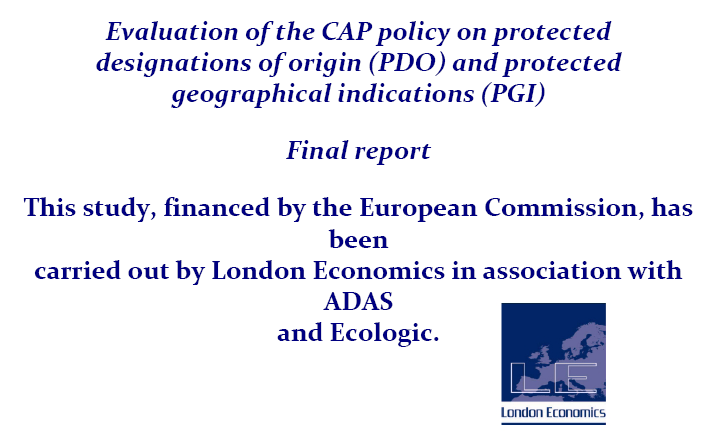 Evaluation of the CAP policy on protected
designations of origin (PDO) and protected
geographical indications (PGI)
Final report
This study, financed by the European Commission, has
been
carried out by London Economics in association with
ADAS
and Ecologic.
LE
London Economics